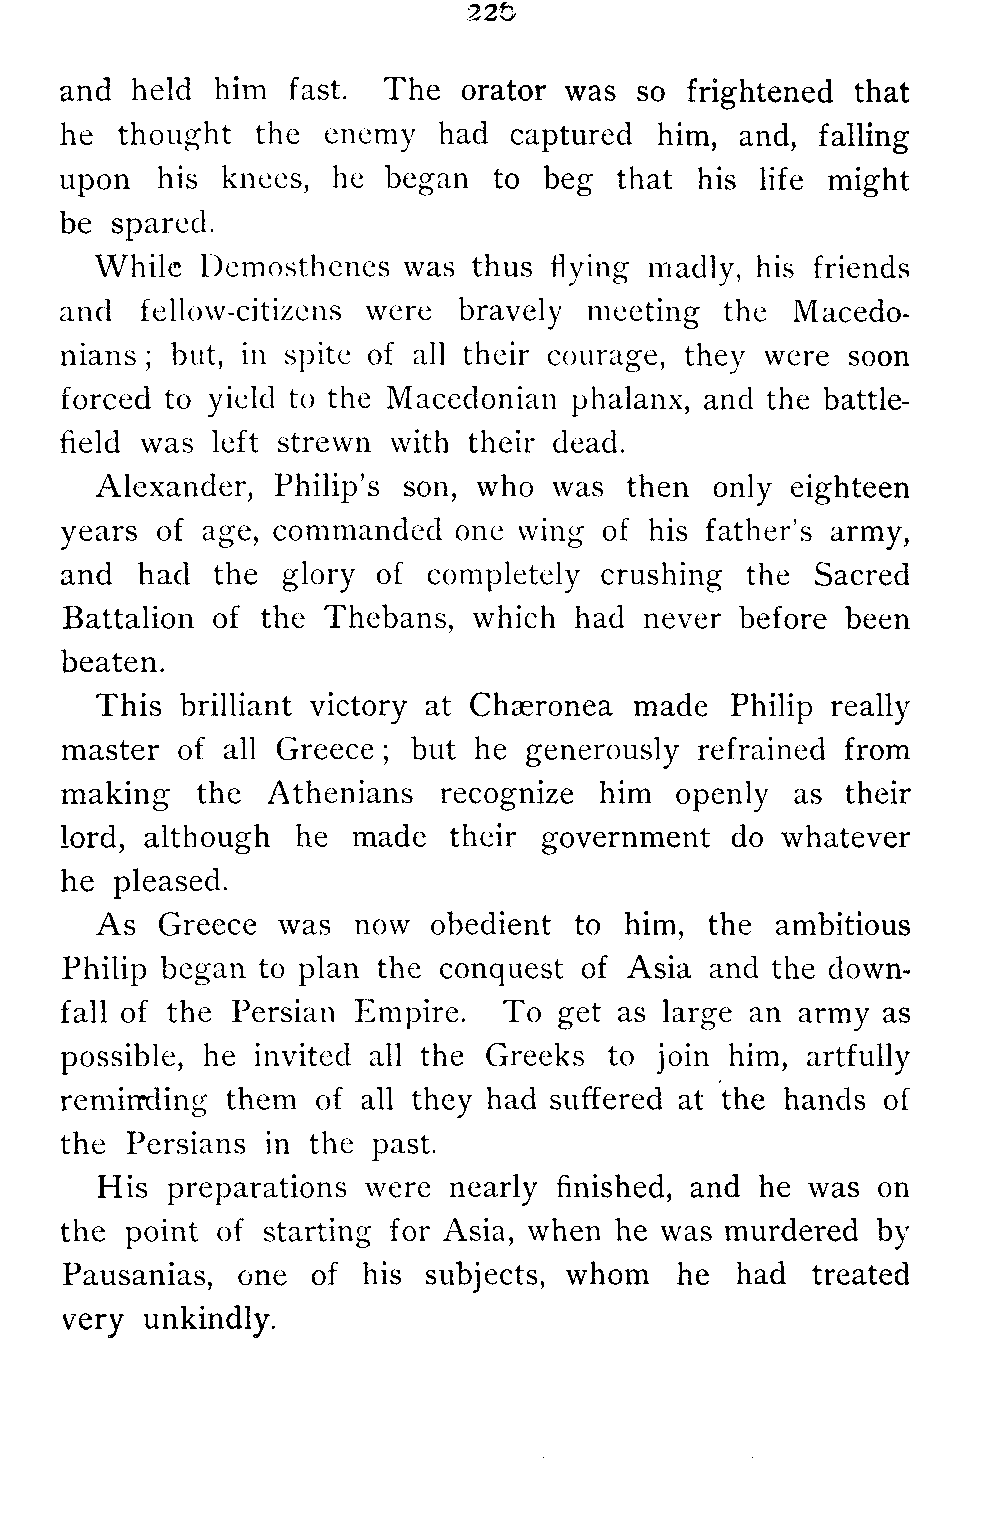 and held him fast. The orator was so frightened that
he thought the enemy had captured him, and, falling
upon his knees, he began to beg that his life might
be spared.
While Demosthenes was thus flying madly, his friends
and fellow-citizens were bravely meeting the Macedo-
nians; but, in spite of all their courage, they were soon
forced to yield to the Macedonian phalanx, and the battle-
field was left strewn with their dead.
Alexander, Philip's son, who was then only eighteen
years of age, commanded one wing of his father's army,
and had the glory of completely crushing the Sacred
Battalion of the Thebans, which had never before been
beaten.
This brilliant victory at Chæronea made Philip really
master of all Greece; but he generously refrained from
making the Athenians recognize him openly as their
lord, although he made their government do whatever
he pleased.
As Greece was now obedient to him, the ambitious
Philip began to plan the conquest of Asia and the down-
fall of the Persian Empire. To get as large an army as
possible, he invited all the Greeks to join him, artfully
reminding them of all they had suffered at the hands of
the Persians in the past.
His preparations were nearly finished, and he was on
the point of starting for Asia, when he was murdered by
Pausanias, one of his subjects, whom he had treated
very unkindly.